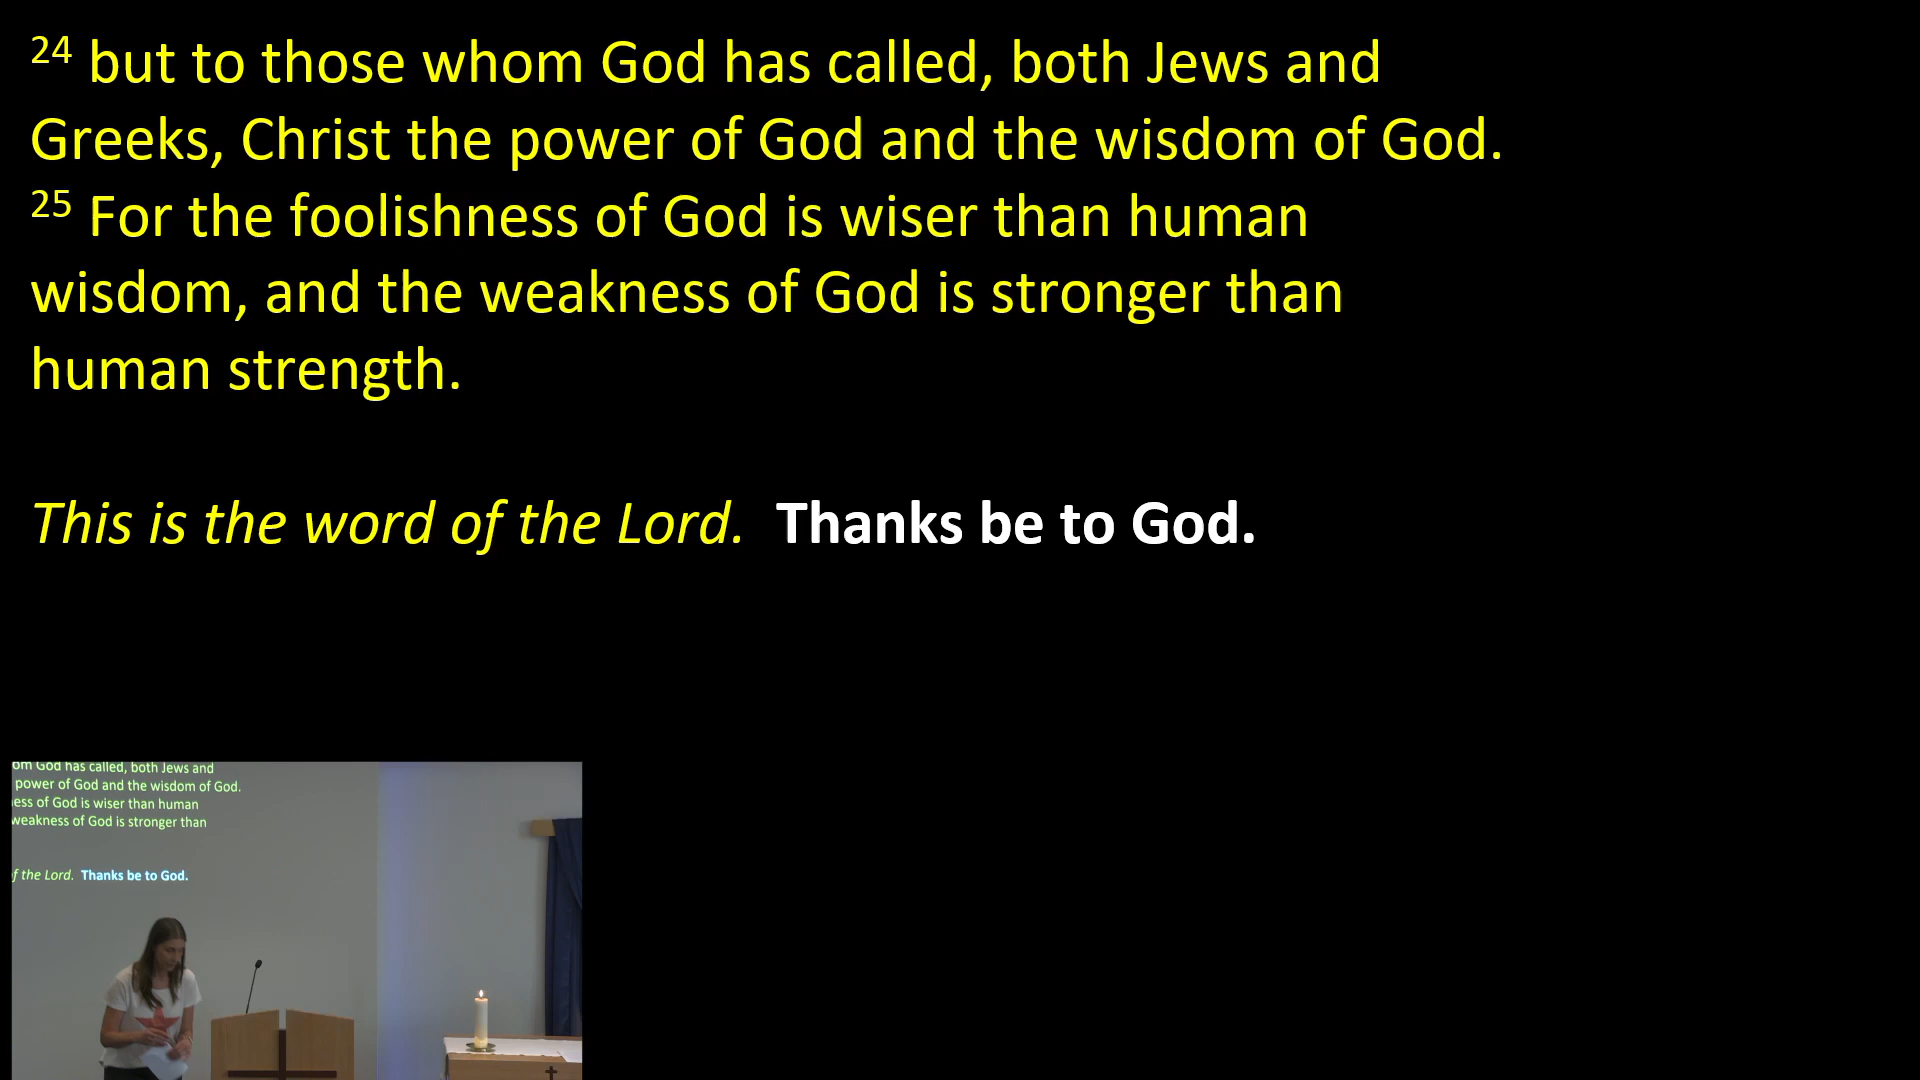 24 but to those whom God has called, both Jews and
Greeks, Christ the power of God and the wisdom of God.
25 For the foolishness of God is wiser than human
wisdom, and the weakness of God is stronger than
human strength.
This is the word of the Lord. Thanks be to God.
God has called, both Jews and
power of God and the wisdom of God.
of God is wiser than human
weakness of God is stronger than
the Lord. Thanks be to God.